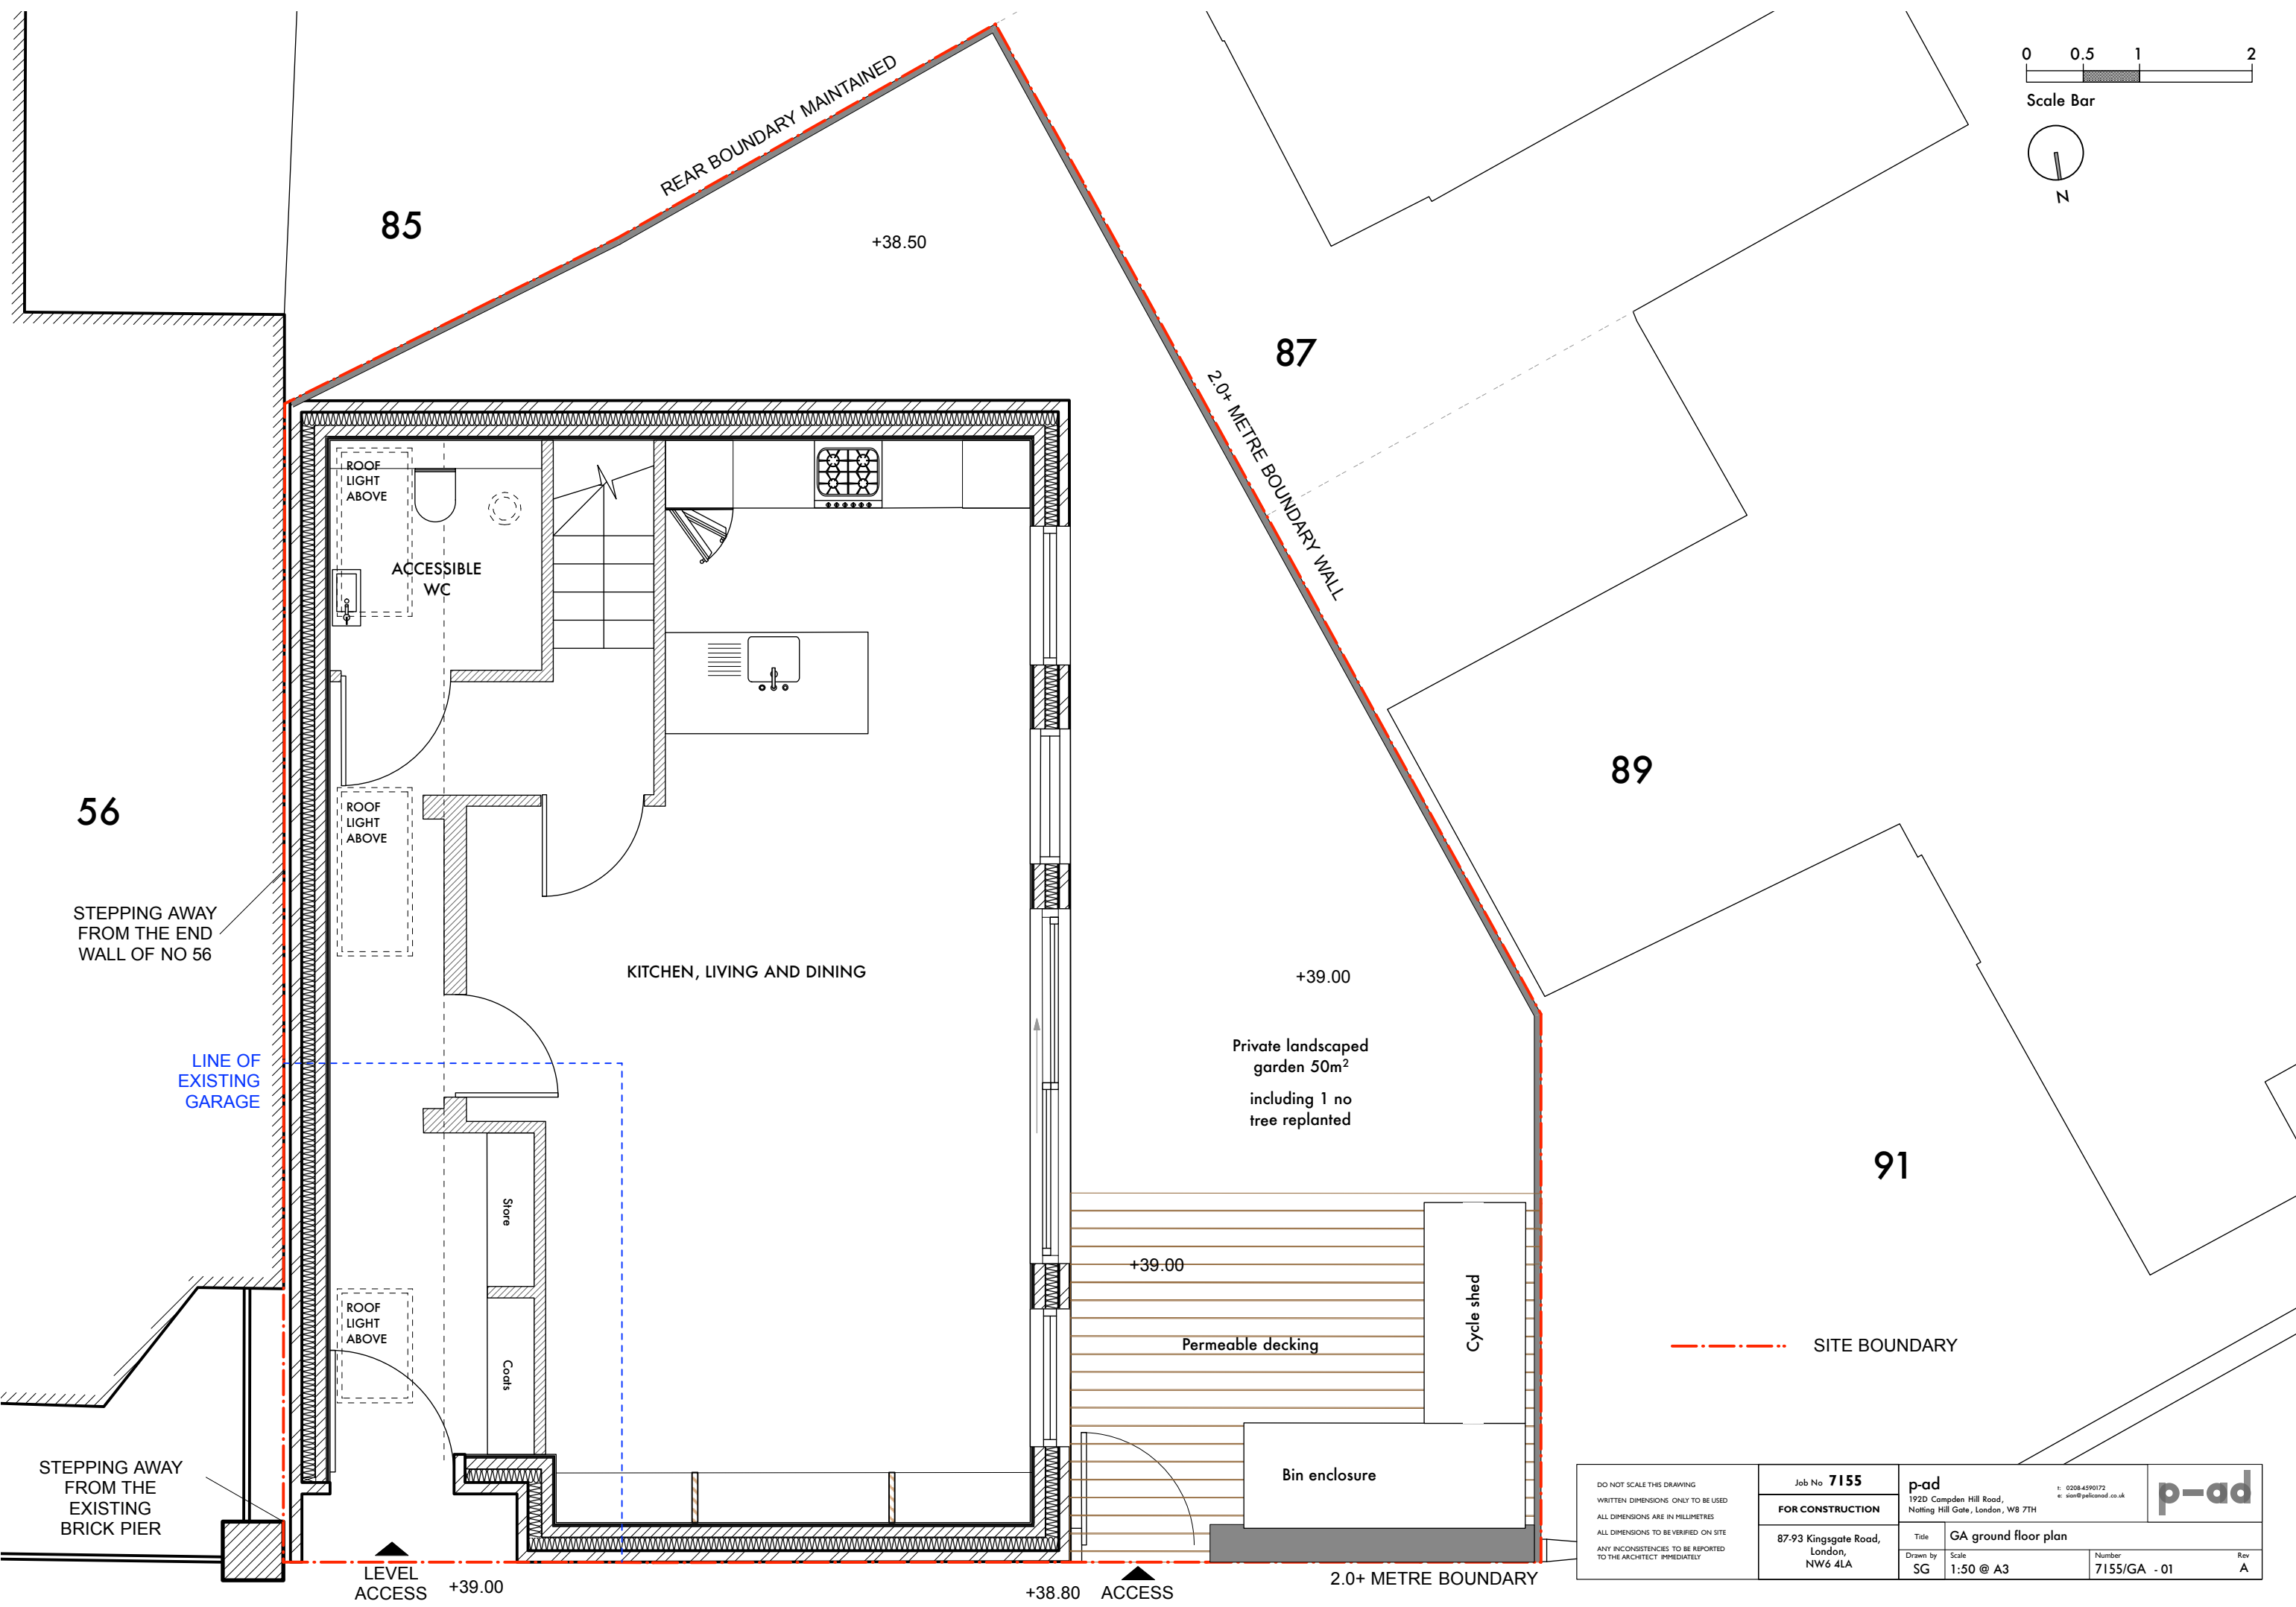 0 0.5 1 2
Scale Bar
N
REAR BOUNDARY MAINTAINED
85
+38.50
87
2.0+ METRE BOUNDARY WALL
ROOF
LIGHT
ABOVE
ACCESSIBLE
WC
89
56
ROOF
LIGHT
ABOVE
STEPPING AWAY
FROM THE END
WALL OF NO 56
KITCHEN, LIVING AND DINING
+39.00
LINE OF
EXISTING
GARAGE
Private landscaped
garden 50m²
including 1 no
tree replanted
91
Store
+39.00
ROOF
LIGHT
ABOVE
Cycle shed
Permeable decking
SITE BOUNDARY
Coats
STEPPING AWAY
FROM THE
EXISTING
BRICK PIER
Bin enclosure
LEVEL
ACCESS
+39.00
+38.80
ACCESS
2.0+ METRE BOUNDARY
DO NOT SCALE THIS DRAWING
WRITTEN DIMENSIONS ONLY TO BE USED
ALL DIMENSIONS ARE IN MILLIMETRES
ALL DIMENSIONS TO BE VERIFIED ON SITE
ANY INCONSISTENCIES TO BE REPORTED
TO THE ARCHITECT IMMEDIATELY
Job No 7155
FOR CONSTRUCTION
87-93 Kingsgate Road,
London,
NW6 4LA
p-ad
192D Campden Hill Road,
Notting Hill Gate, London, W8 7TH
t: 0208-4590172
e: sian@pelicanad.co.uk
p-ad
Title GA ground floor plan
Drawn by
SG
Scale
1:50 @ A3
Number
7155/GA - 01
Rev
A